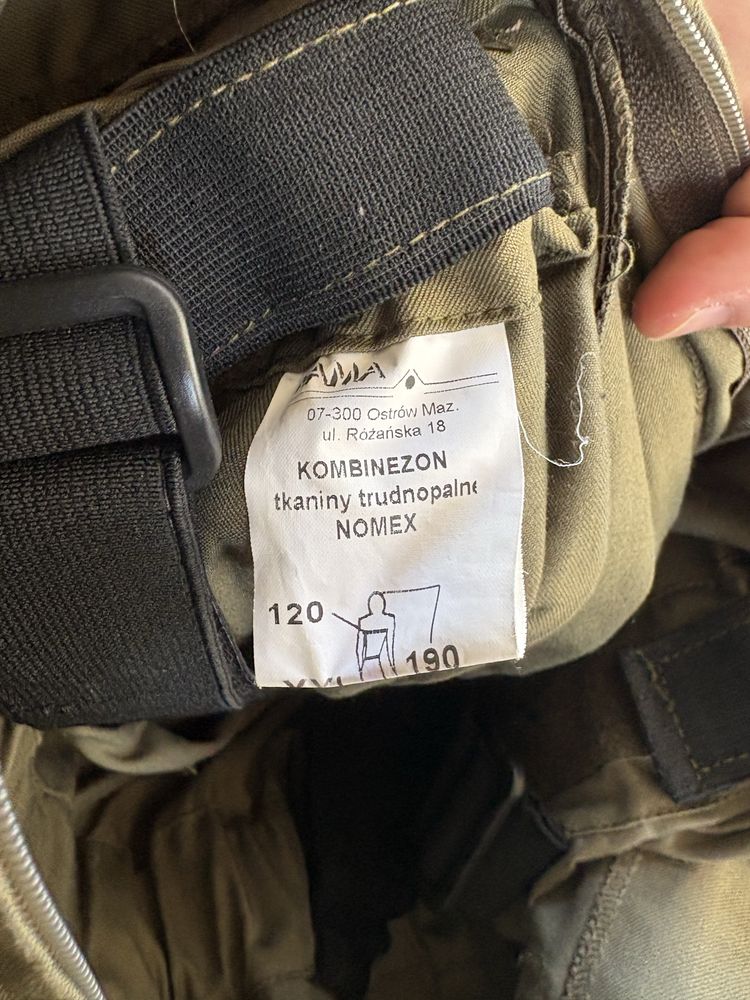 07-300 Ostrów Maz.
ul. Różańska 18
KOMBINEZON
tkaniny trudnopalne
NOMEX
120
190